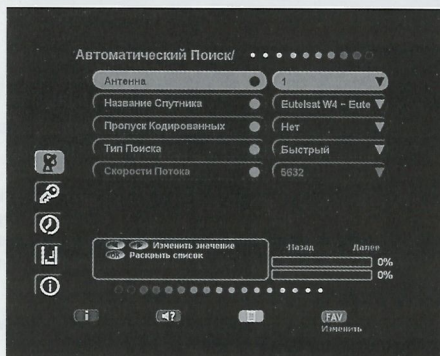 Автоматический Поиск/
Антенна 1
Название Спутника Eutelsat W4 ~ Eute
Пропуск Кодированных Нет
Тип Поиска Быстрый
Скорости Потока 5632
Изменить значение
OK Раскрыть список
Назад Далее
0%
0%
i ? FAV
Изменить